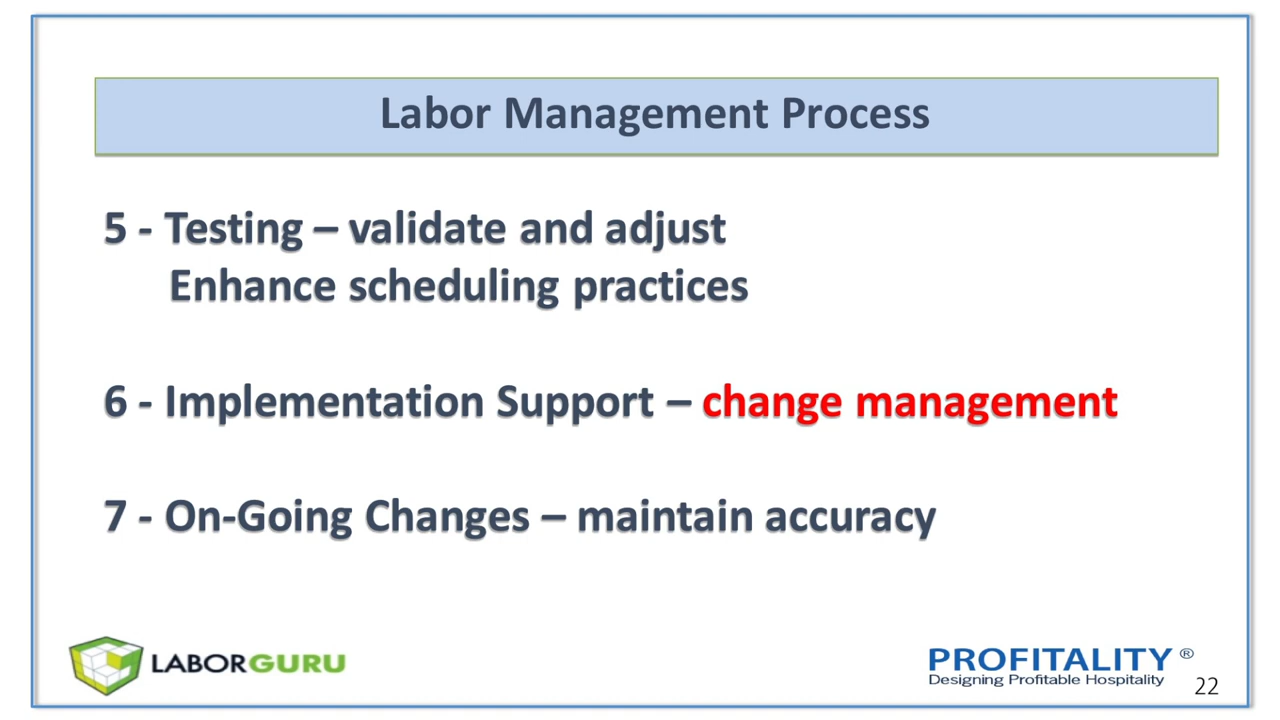 Labor Management Process
5 - Testing – validate and adjust
Enhance scheduling practices
6 - Implementation Support – change management
7 - On-Going Changes – maintain accuracy
LABORGURU
PROFITALITY ®
Designing Profitable Hospitality
22